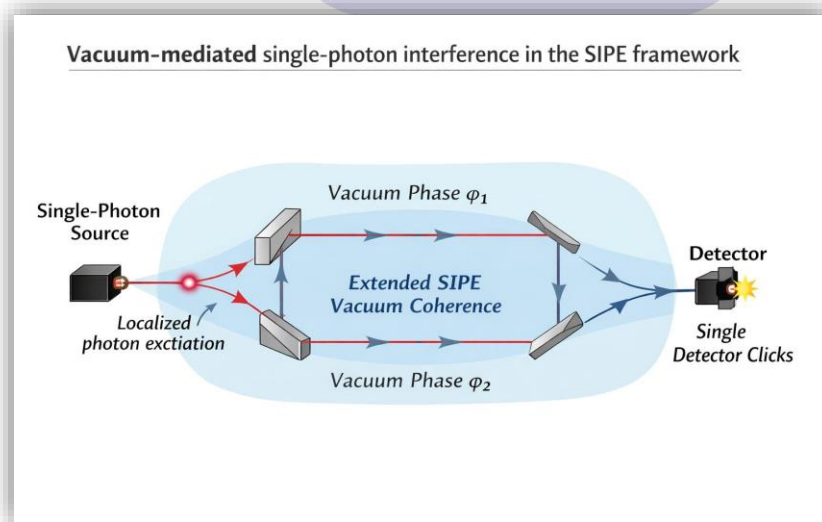 Vacuum-mediated single-photon interference in the SIPE framework
Vacuum Phase φ₁
Single-Photon
Source
Detector
Extended SIPE
Vacuum Coherence
Localized
photon exctiation
Single
Detector Clicks
Vacuum Phase φ₂